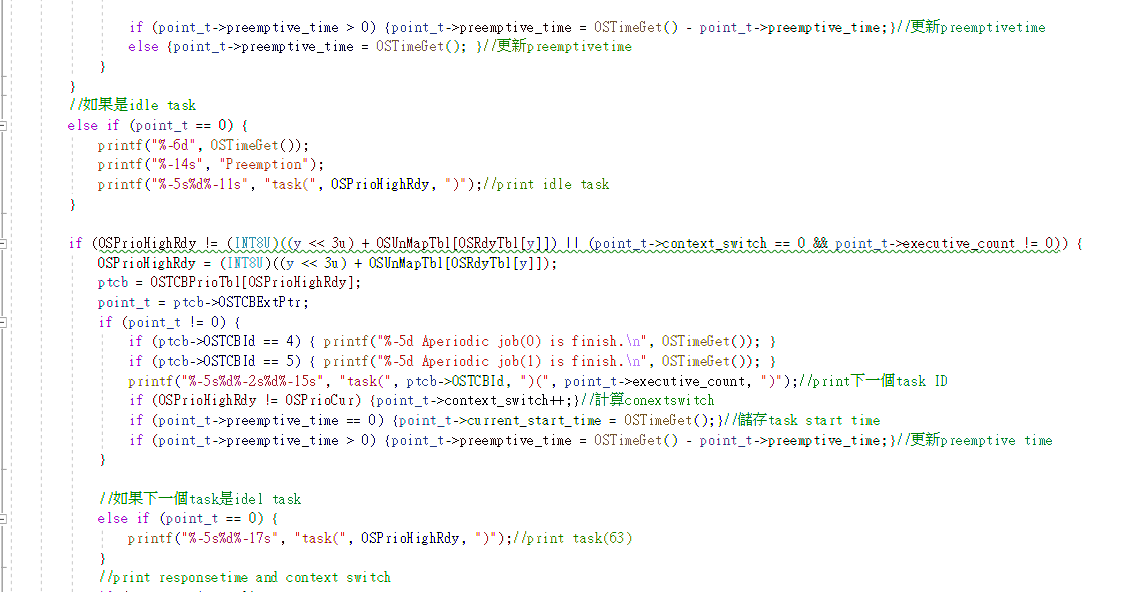 if (point_t->preemptive_time > 0) {point_t->preemptive_time = OSTimeGet() - point_t->preemptive_time;}//更新preemptivetime
else {point_t->preemptive_time = OSTimeGet(); }//更新preemptivetime
}
}
//如果是idle task
else if (point_t == 0) {
printf("%-6d", OSTimeGet());
printf("%-14s", "Preemption");
printf("%-5s%d%-11s", "task(", OSPrioHighRdy, ")");//print idle task
}
if (OSPrioHighRdy != (INT8U)((y << 3u) + OSUnMapTbl[OSRdyTbl[y]]) || (point_t->context_switch == 0 && point_t->executive_count != 0)) {
OSPrioHighRdy = (INT8U)((y << 3u) + OSUnMapTbl[OSRdyTbl[y]]);
ptcb = OSTCBPrioTbl[OSPrioHighRdy];
point_t = ptcb->OSTCBExtPtr;
if (point_t != 0) {
if (ptcb->OSTCBId == 4) { printf("%-5d Aperiodic job(0) is finish.\n", OSTimeGet()); }
if (ptcb->OSTCBId == 5) { printf("%-5d Aperiodic job(1) is finish.\n", OSTimeGet()); }
printf("%-5s%d%-2s%d%-15s", "task(", ptcb->OSTCBId, ")(", point_t->executive_count, ")");//print下一個task ID
if (OSPrioHighRdy != OSPrioCur) {point_t->context_switch++;}//計算conextswitch
if (point_t->preemptive_time == 0) {point_t->current_start_time = OSTimeGet();}//儲存task start time
if (point_t->preemptive_time > 0) {point_t->preemptive_time = OSTimeGet() - point_t->preemptive_time;}//更新preemptive time
}
//如果下一個task是idel task
else if (point_t == 0) {
printf("%-5s%d%-17s", "task(", OSPrioHighRdy, ")");//print task(63)
}
//print responsetime and context switch